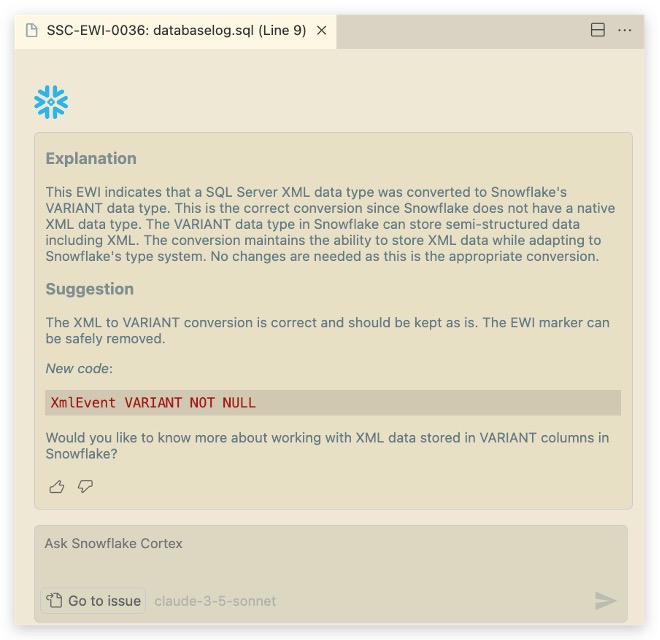 SSC-EWI-0036: databaselog.sql (Line 9)
Explanation
This EWI indicates that a SQL Server XML data type was converted to Snowflake's
VARIANT data type. This is the correct conversion since Snowflake does not have a native
XML data type. The VARIANT data type in Snowflake can store semi-structured data
including XML. The conversion maintains the ability to store XML data while adapting to
Snowflake's type system. No changes are needed as this is the appropriate conversion.
Suggestion
The XML to VARIANT conversion is correct and should be kept as is. The EWI marker can
be safely removed.
New code:
XmlEvent VARIANT NOT NULL
Would you like to know more about working with XML data stored in VARIANT columns in
Snowflake?
Ask Snowflake Cortex
Go to issue claude-3-5-sonnet